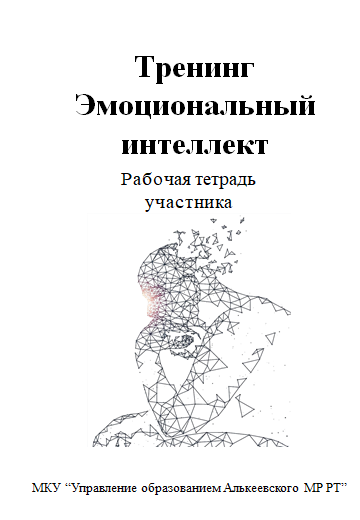 Тренинг
Эмоциональный
интеллект
Рабочая тетрадь
участника
МКУ “Управление образованием Алькеевского МР РТ”